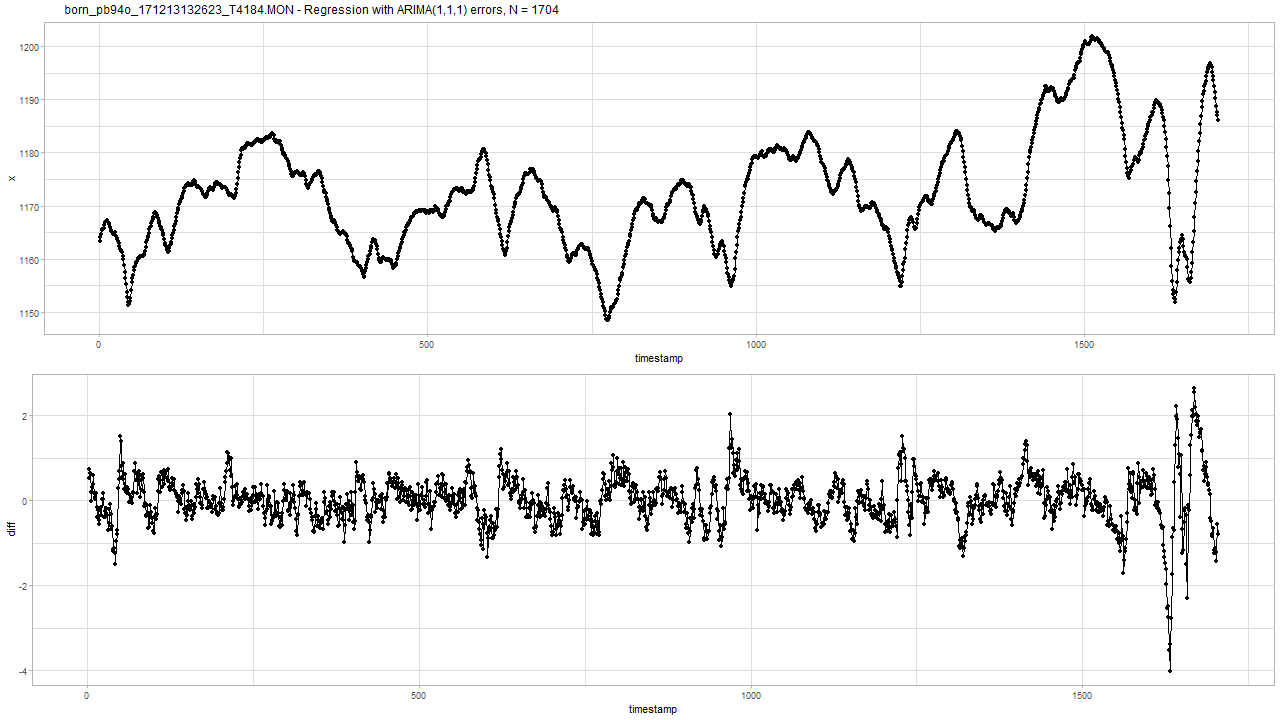 born_pb94o_171213132623_T4184.MON - Regression with ARIMA(1,1,1) errors, N = 1704
x
1200
1190
1180
1170
1160
1150
0 500 1000 1500
timestamp
diff
2
0
-2
-4
0 500 1000 1500
timestamp